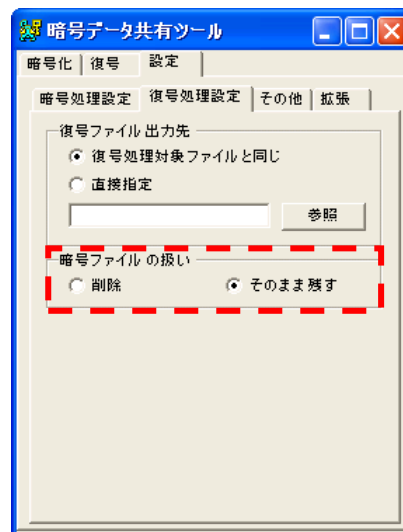 暗号データ共有ツール
暗号化 復号 設定
暗号処理設定 復号処理設定 その他 拡張
復号ファイル出力先
復号処理対象ファイルと同じ
直接指定
参照
暗号ファイルの扱い
削除 そのまま残す